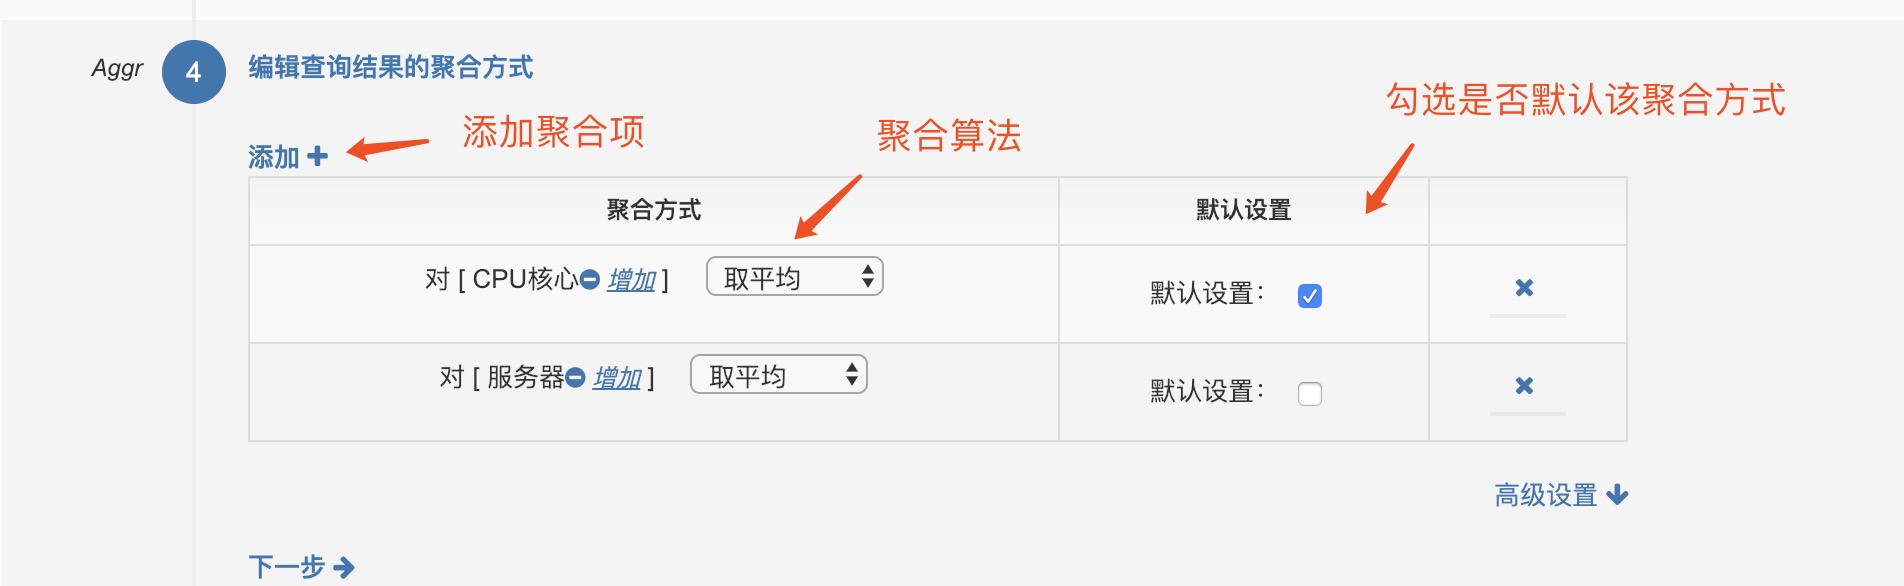 Aggr 4 编辑查询结果的聚合方式
勾选是否默认该聚合方式
添加聚合项 聚合算法
添加
聚合方式 默认设置
对 [ CPU核心 增加 ] 取平均 默认设置：
对 [ 服务器 增加 ] 取平均 默认设置：
高级设置
下一步